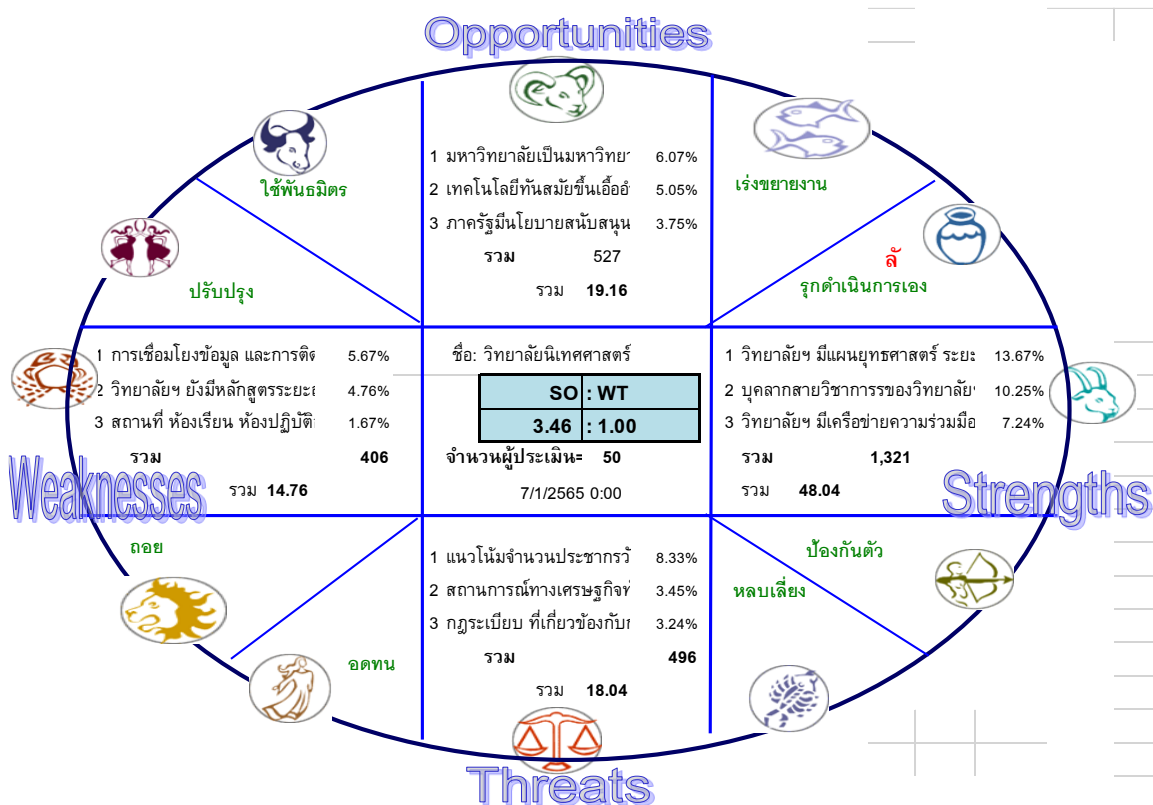 Opportunities
1 มหาวิทยาลัยเป็นมหาวิทยา 6.07%
2 เทคโนโลยีทันสมัยขึ้นเอื้ออำ 5.05%
3 ภาครัฐมีนโยบายสนับสนุน 3.75%
รวม 527
รวม 19.16
ใช้พันธมิตร
เร่งขยายงาน
ปรับปรุง
ลั
รุกดำเนินการเอง
1 การเชื่อมโยงข้อมูล และการติด 5.67%
2 วิทยาลัยฯ ยังมีหลักสูตรระยะ 4.76%
3 สถานที่ ห้องเรียน ห้องปฏิบัติ 1.67%
รวม 406
รวม 14.76
Weaknesses
ชื่อ: วิทยาลัยนิเทศศาสตร์
SO : WT
3.46 : 1.00
จำนวนผู้ประเมิน= 50
7/1/2565 0:00
1 วิทยาลัยฯ มีแผนยุทธศาสตร์ ระยะ 13.67%
2 บุคลากรสายวิชาการรของวิทยาลัย 10.25%
3 วิทยาลัยฯ มีเครือข่ายความร่วมมือ 7.24%
รวม 1,321
รวม 48.04
Strengths
ถอย
อดทน
1 แนวโน้มจำนวนประชากรวั 8.33%
2 สถานการณ์ทางเศรษฐกิจ 3.45%
3 กฎระเบียบ ที่เกี่ยวข้องกับ 3.24%
รวม 496
รวม 18.04
ป้องกันตัว
หลบเลี่ยง
Threats